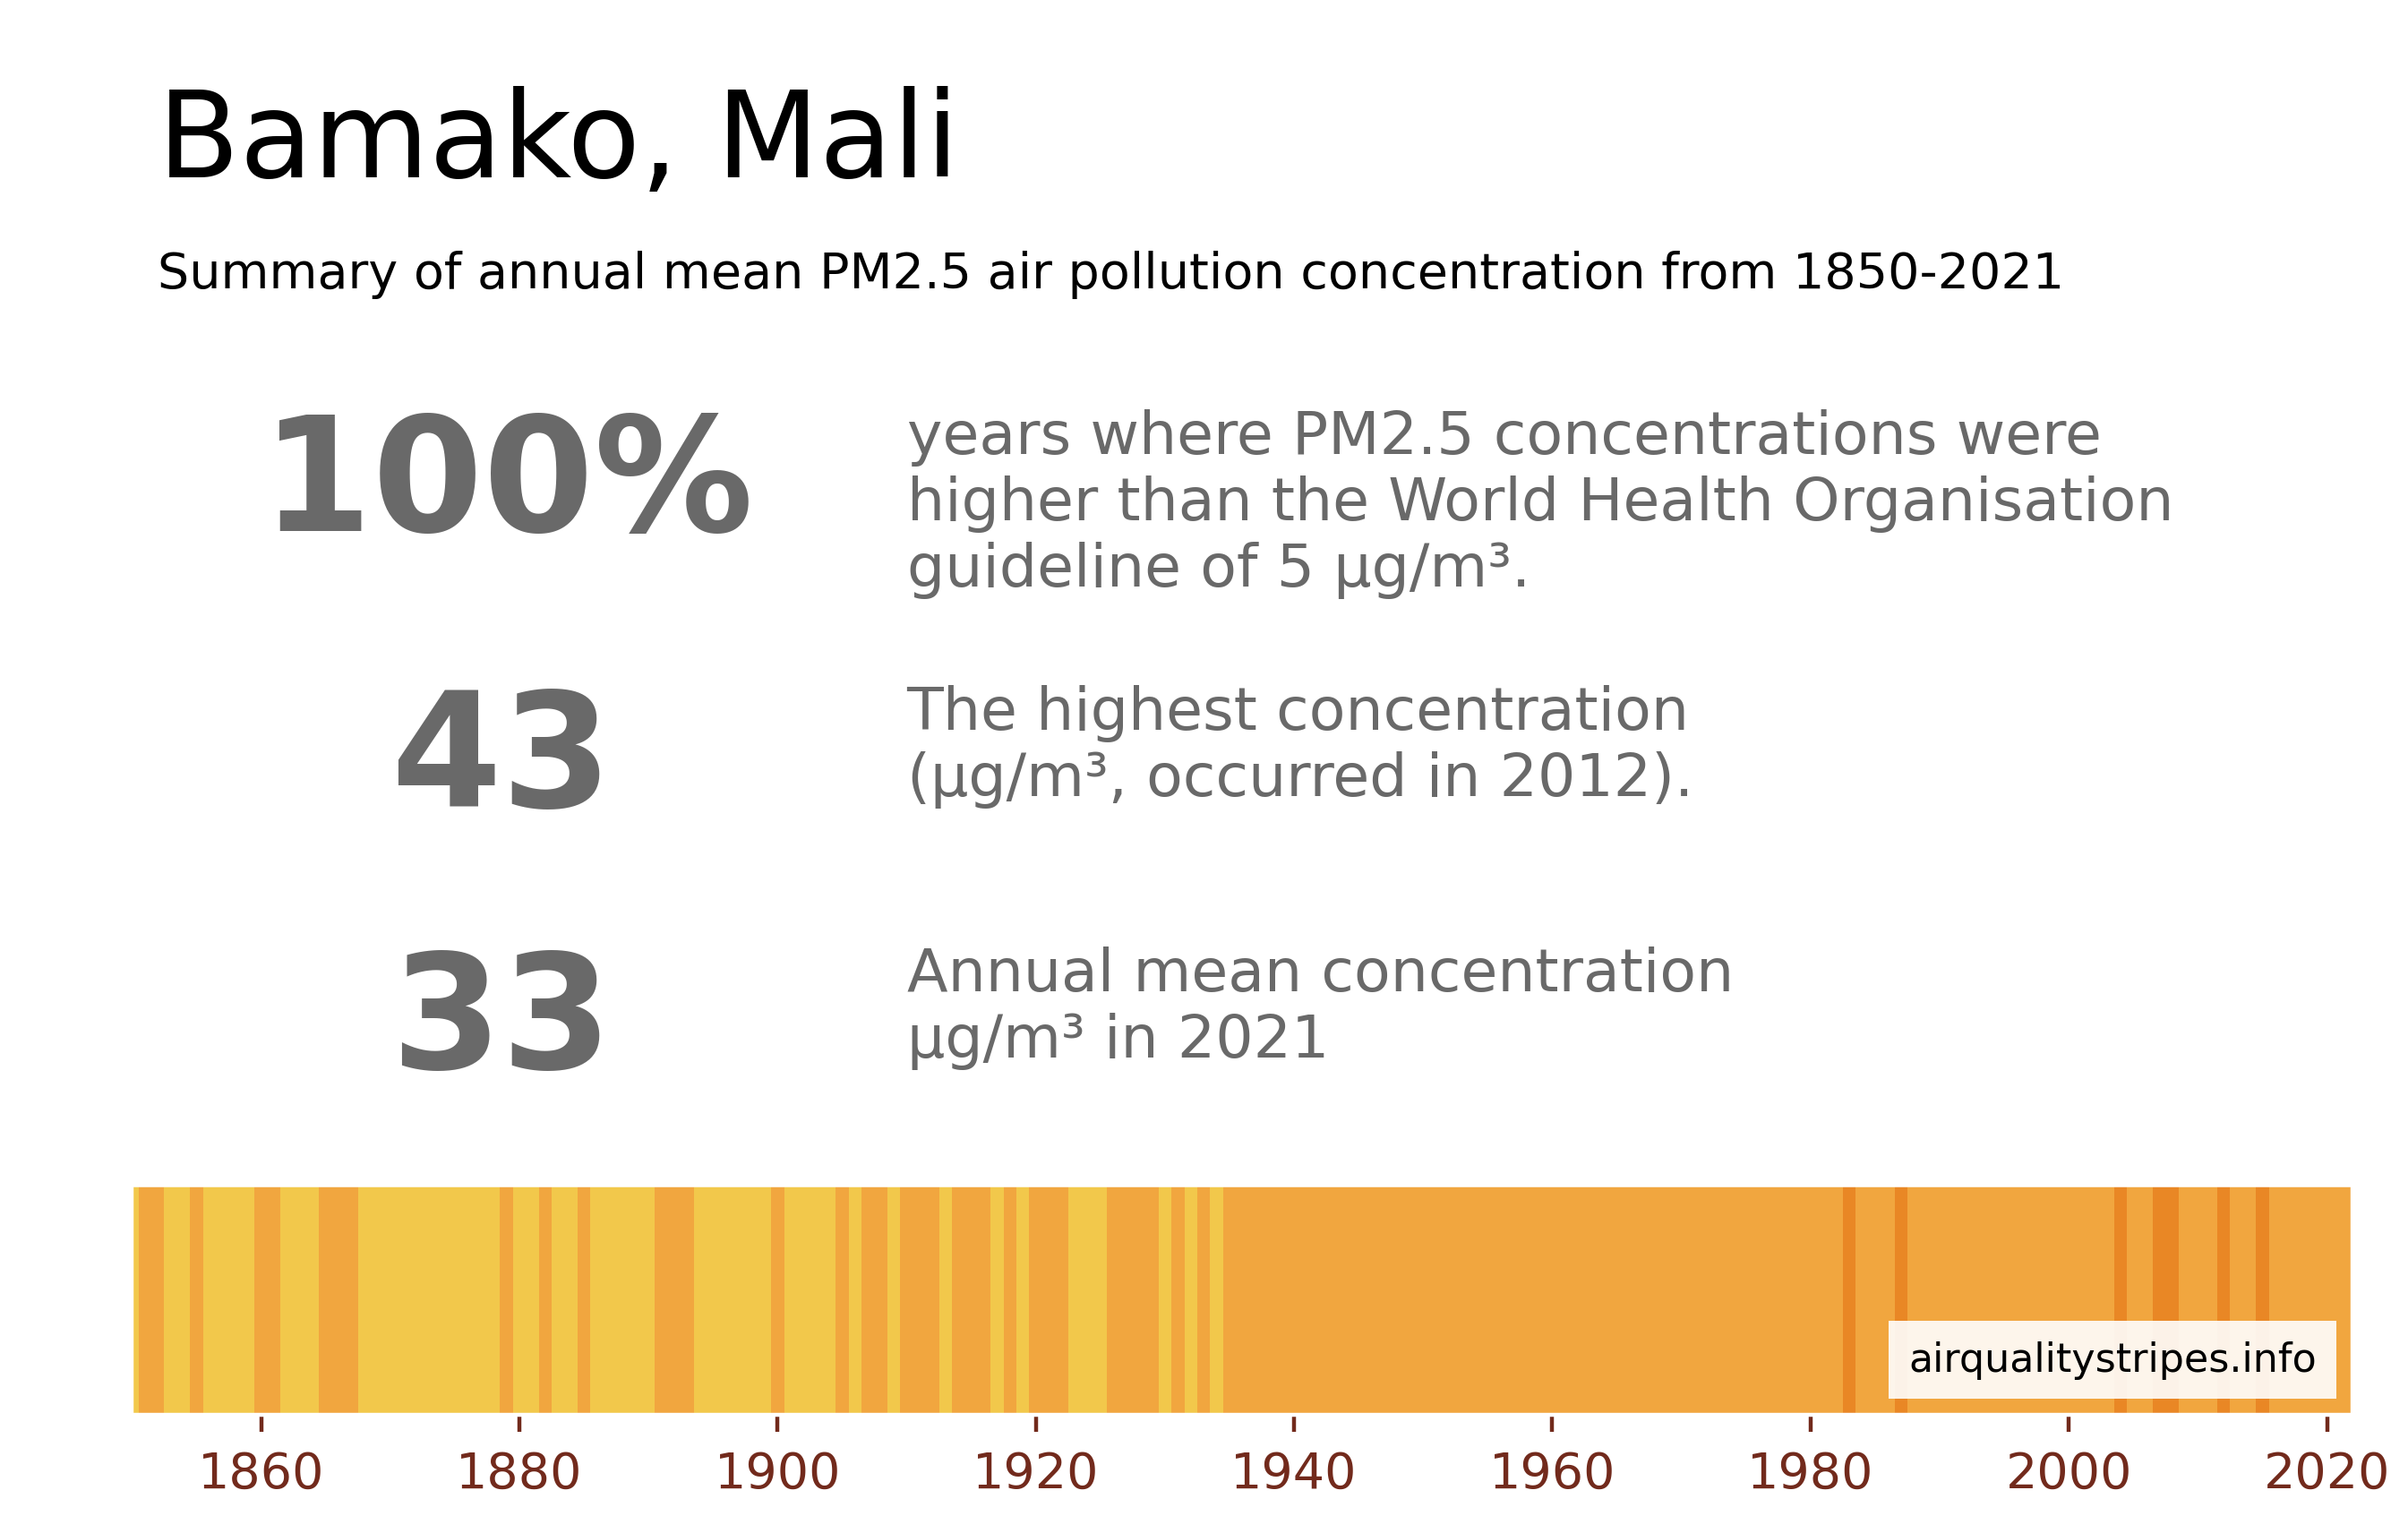 Bamako, Mali
Summary of annual mean PM2.5 air pollution concentration from 1850-2021
100%
years where PM2.5 concentrations were
higher than the World Health Organisation
guideline of 5 µg/m³.
43
The highest concentration
(µg/m³, occurred in 2012).
33
Annual mean concentration
µg/m³ in 2021
airqualitystripes.info
1860 1880 1900 1920 1940 1960 1980 2000 2020